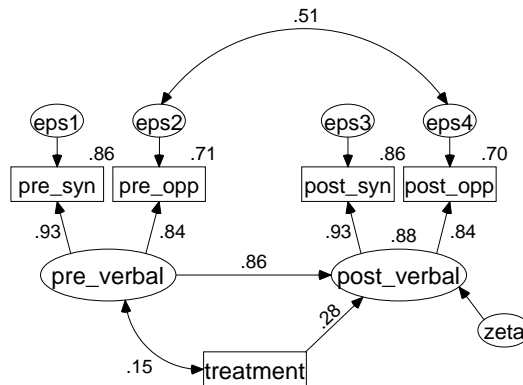 .51
eps1 eps2 eps3 eps4
.86 .71 .86 .70
pre_syn pre_opp post_syn post_opp
.93 .84 .93 .88 .84
pre_verbal .86 post_verbal
.28
zeta
.15 treatment